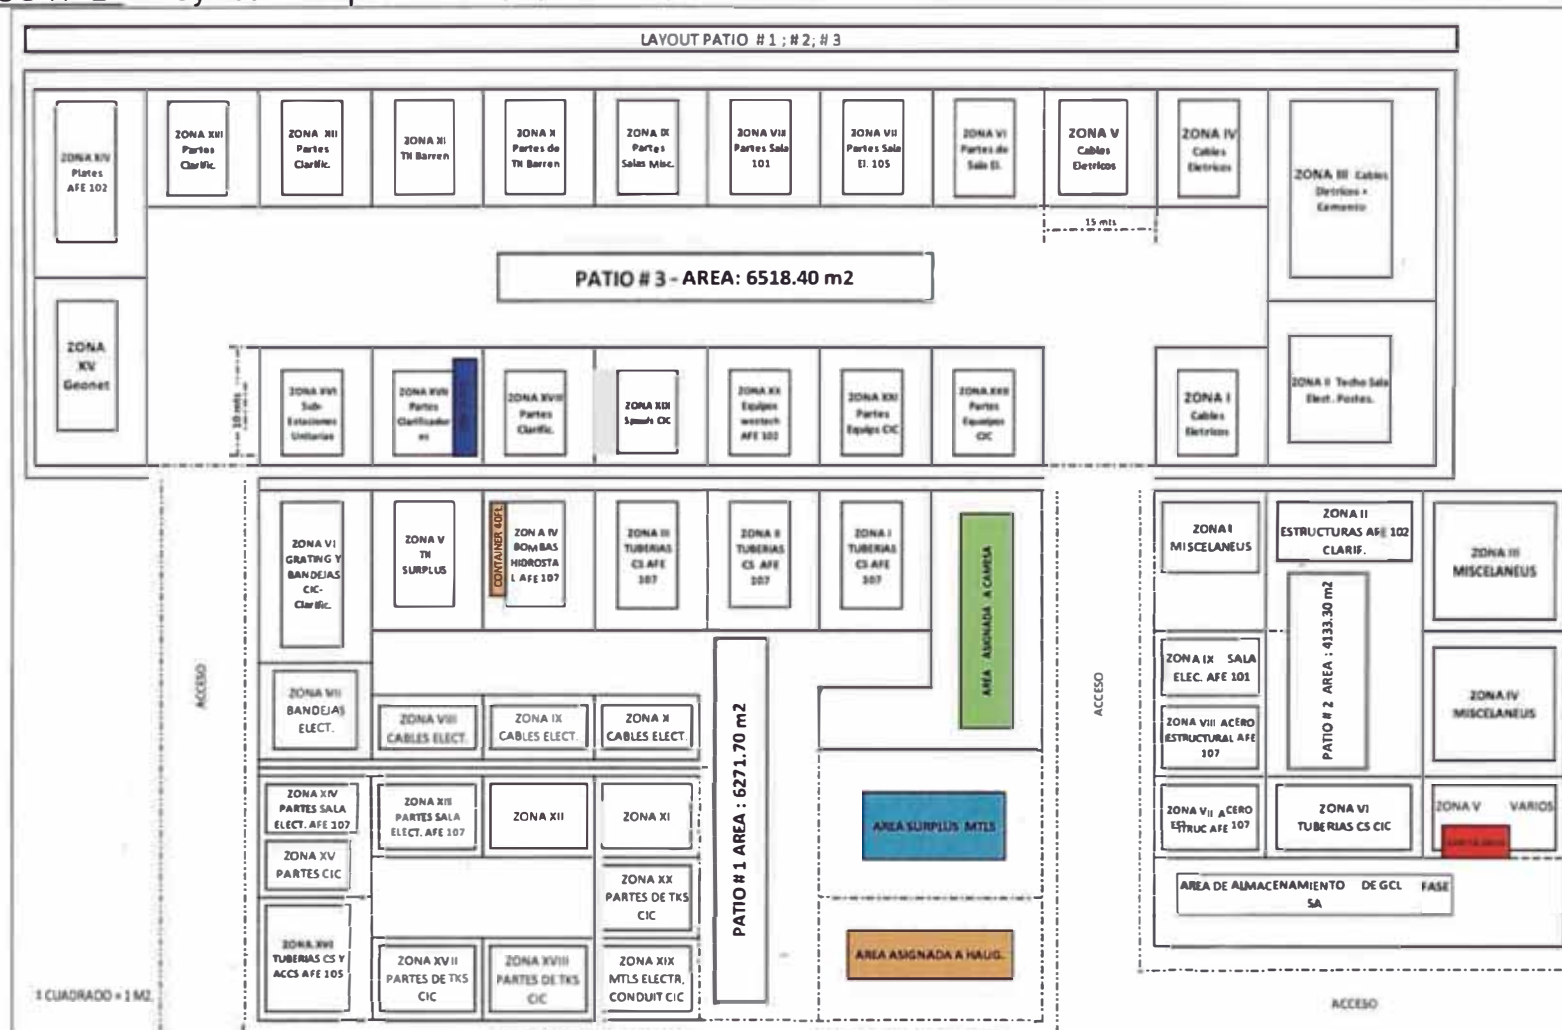 LAYOUT PATIO # 1 ; # 2; # 3
ZONA XIV
Plates
AFE 102
ZONA XIII
Partes
Clarific.
ZONA XII
Partes
Clarific.
ZONA XI
TK Barren
ZONA X
Partes de
TK Barren
ZONA IX
Partes
Salas Misc.
ZONA VIII
Partes Sala
101
ZONA VII
Partes Sala
El. 105
ZONA VI
Partes de
Sala El.
ZONA V
Cables
Eletricos
ZONA IV
Cables
Eletricos
ZONA III Cables
Eletricos +
Cemento
15 mts
PATIO # 3 - AREA: 6518.40 m2
ZONA
XV
Geonet
10 mts
ZONA XVI
Sub-
Estaciones
Unitarias
ZONA XVII
Partes
Clarificador
es
ZONA XVIII
Partes
Clarific.
ZONA XIX
Spools CIC
ZONA XX
Equipos
westech
AFE 102
ZONA XXI
Partes
Equips CIC
ZONA XXII
Partes
Equipos
CIC
ZONA I
Cables
Eletricos
ZONA II Techo Sala
Elect. Postes.
ZONA VI
GRATING Y
BANDEJAS
CIC-
Clarific.
ZONA V
TK
SURPLUS
CONTAINER 40FT.
ZONA IV
BOMBAS
HIDROSTA
L AFE 107
ZONA III
TUBERIAS
CS AFE
107
ZONA II
TUBERIAS
CS AFE
107
ZONA I
TUBERIAS
CS AFE
107
AREA ASIGNADA A CAMESA
ZONA I
MISCELANEUS
ZONA II
ESTRUCTURAS AFE 102
CLARIF.
ZONA III
MISCELANEUS
ACCESO
ZONA VII
BANDEJAS
ELECT.
ZONA VIII
CABLES ELECT.
ZONA IX
CABLES ELECT.
ZONA X
CABLES ELECT.
PATIO # 1 AREA : 6271.70 m2
ACCESO
ZONA IX SALA
ELEC. AFE 101
ZONA VIII ACERO
ESTRUCTURAL AFE
107
PATIO # 2 AREA : 4133.30 m2
ZONA IV
MISCELANEUS
ZONA XIV
PARTES SALA
ELECT. AFE 107
ZONA XIII
PARTES SALA
ELECT. AFE 107
ZONA XII
ZONA XI
AREA SURPLUS MTLS
ZONA VII ACERO
ESTRUC AFE 107
ZONA VI
TUBERIAS CS CIC
ZONA V VARIOS
ZONA XV
PARTES CIC
ZONA XX
PARTES DE TKS
CIC
AREA DE ALMACENAMIENTO DE GCL FASE
5A
ZONA XVI
TUBERIAS CS Y
ACCS AFE 105
ZONA XVII
PARTES DE TKS
CIC
ZONA XVIII
PARTES DE TKS
CIC
ZONA XIX
MTLS ELECTR,
CONDUIT CIC
AREA ASIGNADA A HAUG.
1 CUADRADO = 1 M2.
ACCESO